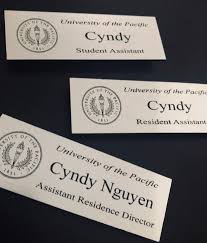 University of the Pacific
Cyndy
Student Assistant
University of the Pacific
Cyndy
Resident Assistant
University of the Pacific
Cyndy Nguyen
Assistant Residence Director